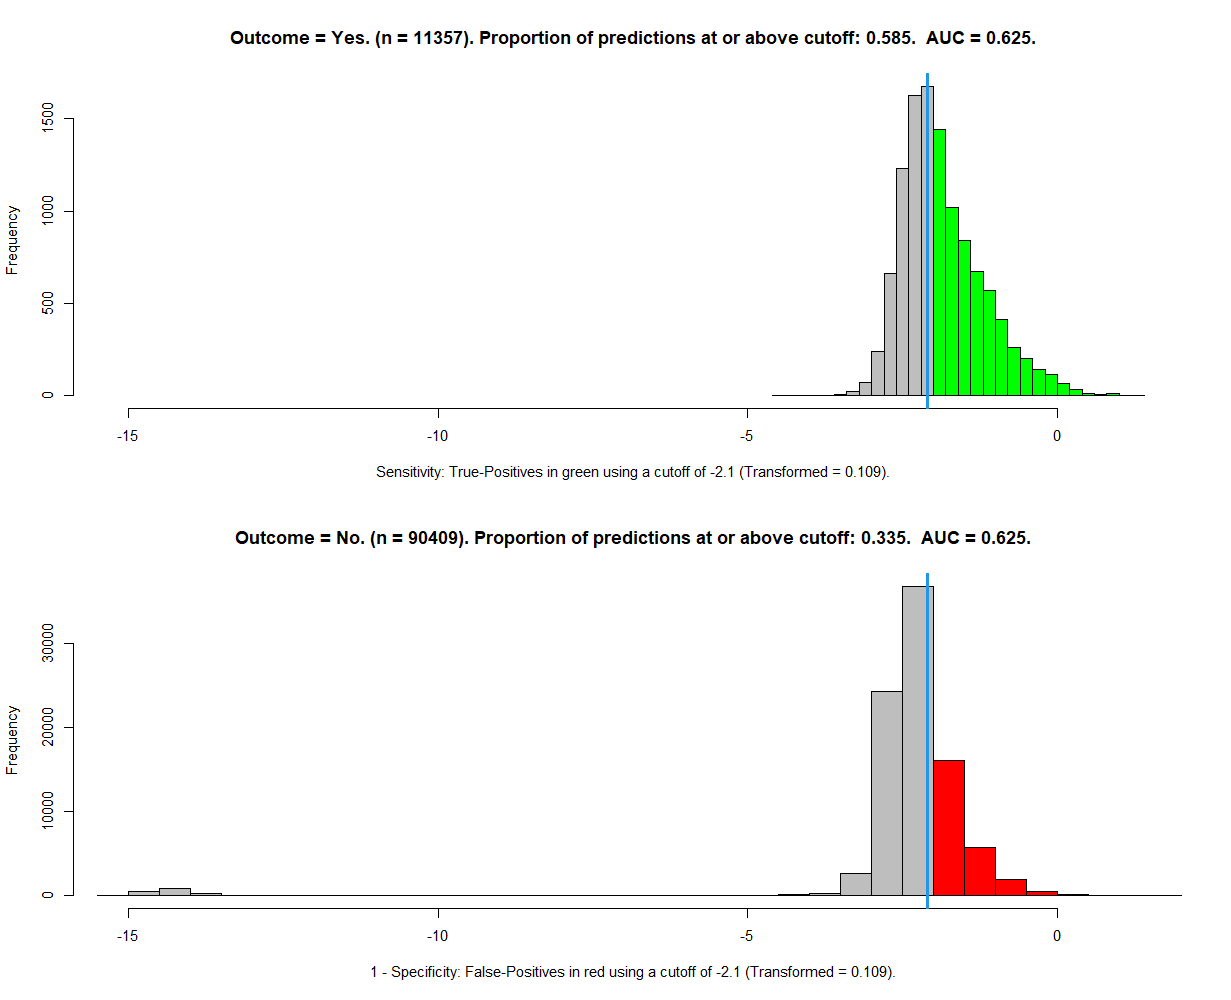 Outcome = Yes. (n = 11357). Proportion of predictions at or above cutoff: 0.585.  AUC = 0.625.
Frequency
1500
1000
500
0
-15
-10
-5
0
Sensitivity: True-Positives in green using a cutoff of -2.1 (Transformed = 0.109).
Outcome = No. (n = 90409). Proportion of predictions at or above cutoff: 0.335.  AUC = 0.625.
Frequency
30000
20000
10000
0
-15
-10
-5
0
1 - Specificity: False-Positives in red using a cutoff of -2.1 (Transformed = 0.109).